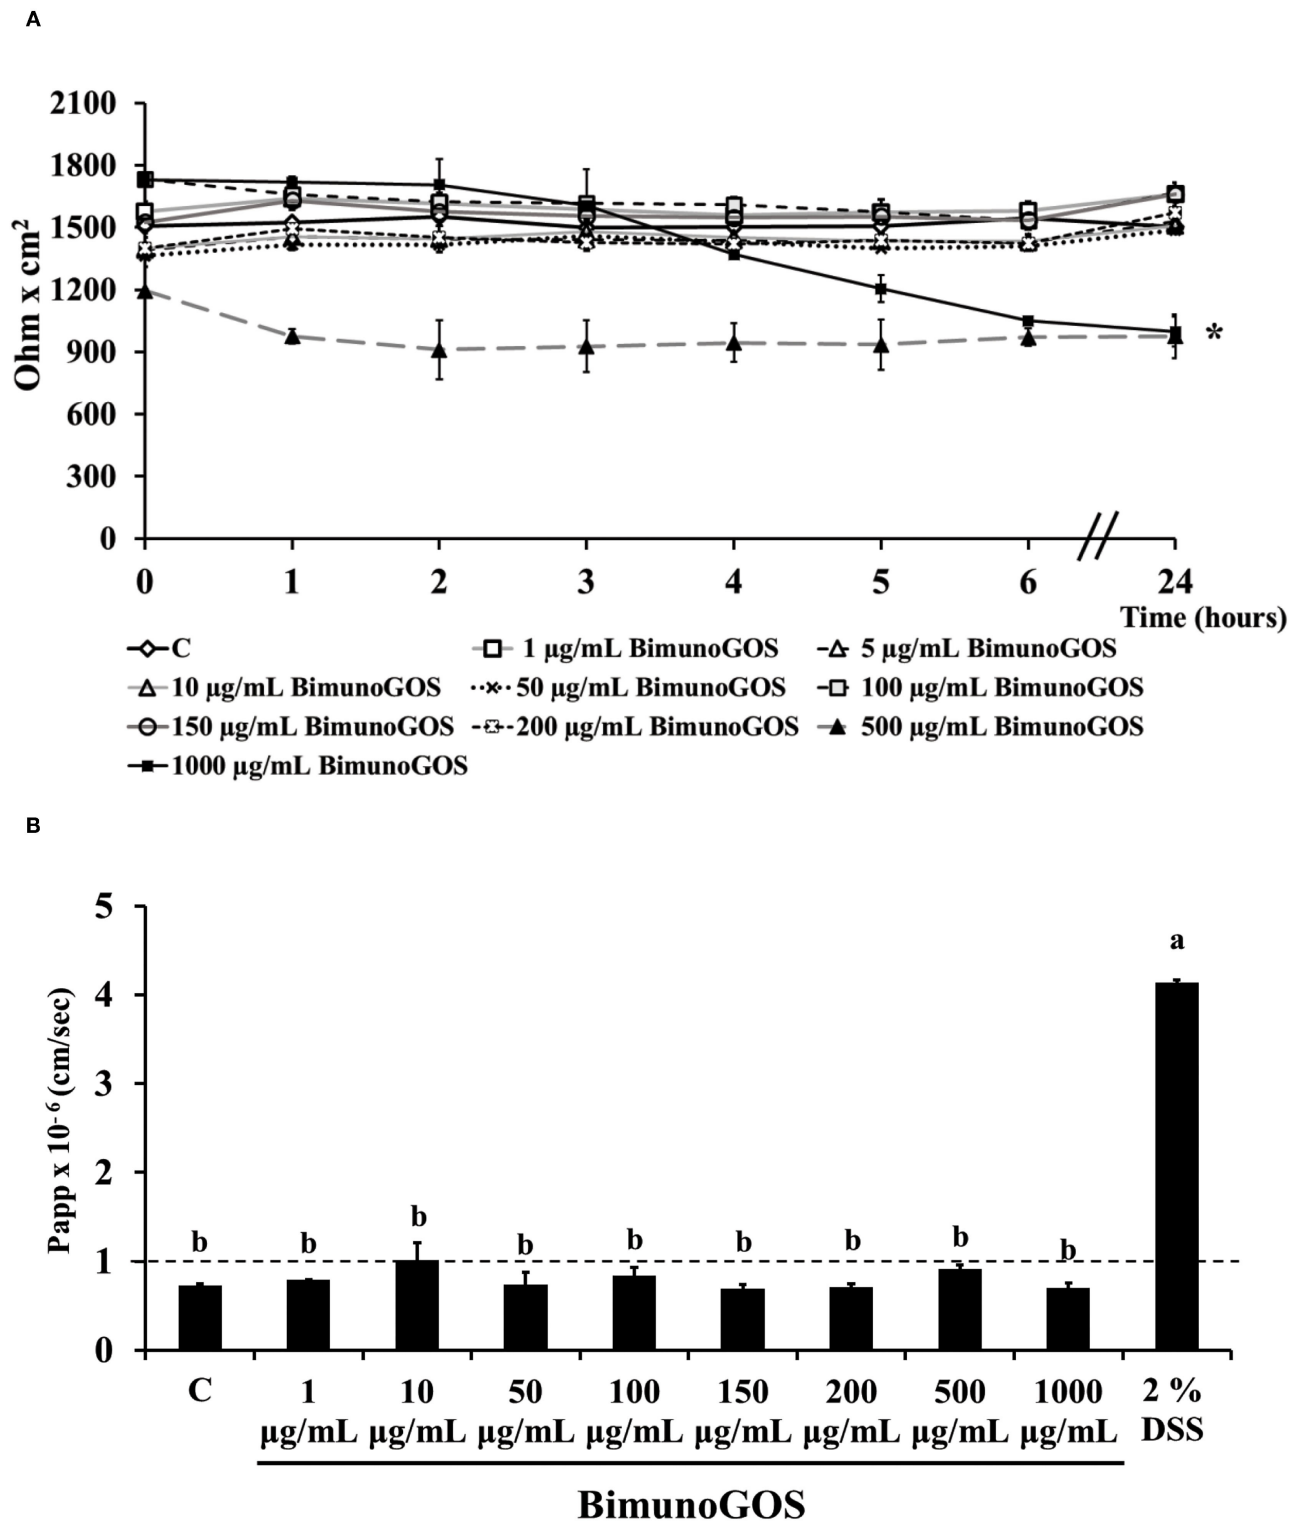 A
2100
1800
1500
1200
900
600
300
0
Ohm x cm2
*
0 1 2 3 4 5 6 24
Time (hours)
C 1 µg/mL BimunoGOS 5 µg/mL BimunoGOS
10 µg/mL BimunoGOS 50 µg/mL BimunoGOS 100 µg/mL BimunoGOS
150 µg/mL BimunoGOS 200 µg/mL BimunoGOS 500 µg/mL BimunoGOS
1000 µg/mL BimunoGOS
B
5
4
3
2
1
0
Papp x 10-6 (cm/sec)
b b b b b b b b b a
C 1 10 50 100 150 200 500 1000 2 %
µg/mL µg/mL µg/mL µg/mL µg/mL µg/mL µg/mL µg/mL DSS
BimunoGOS